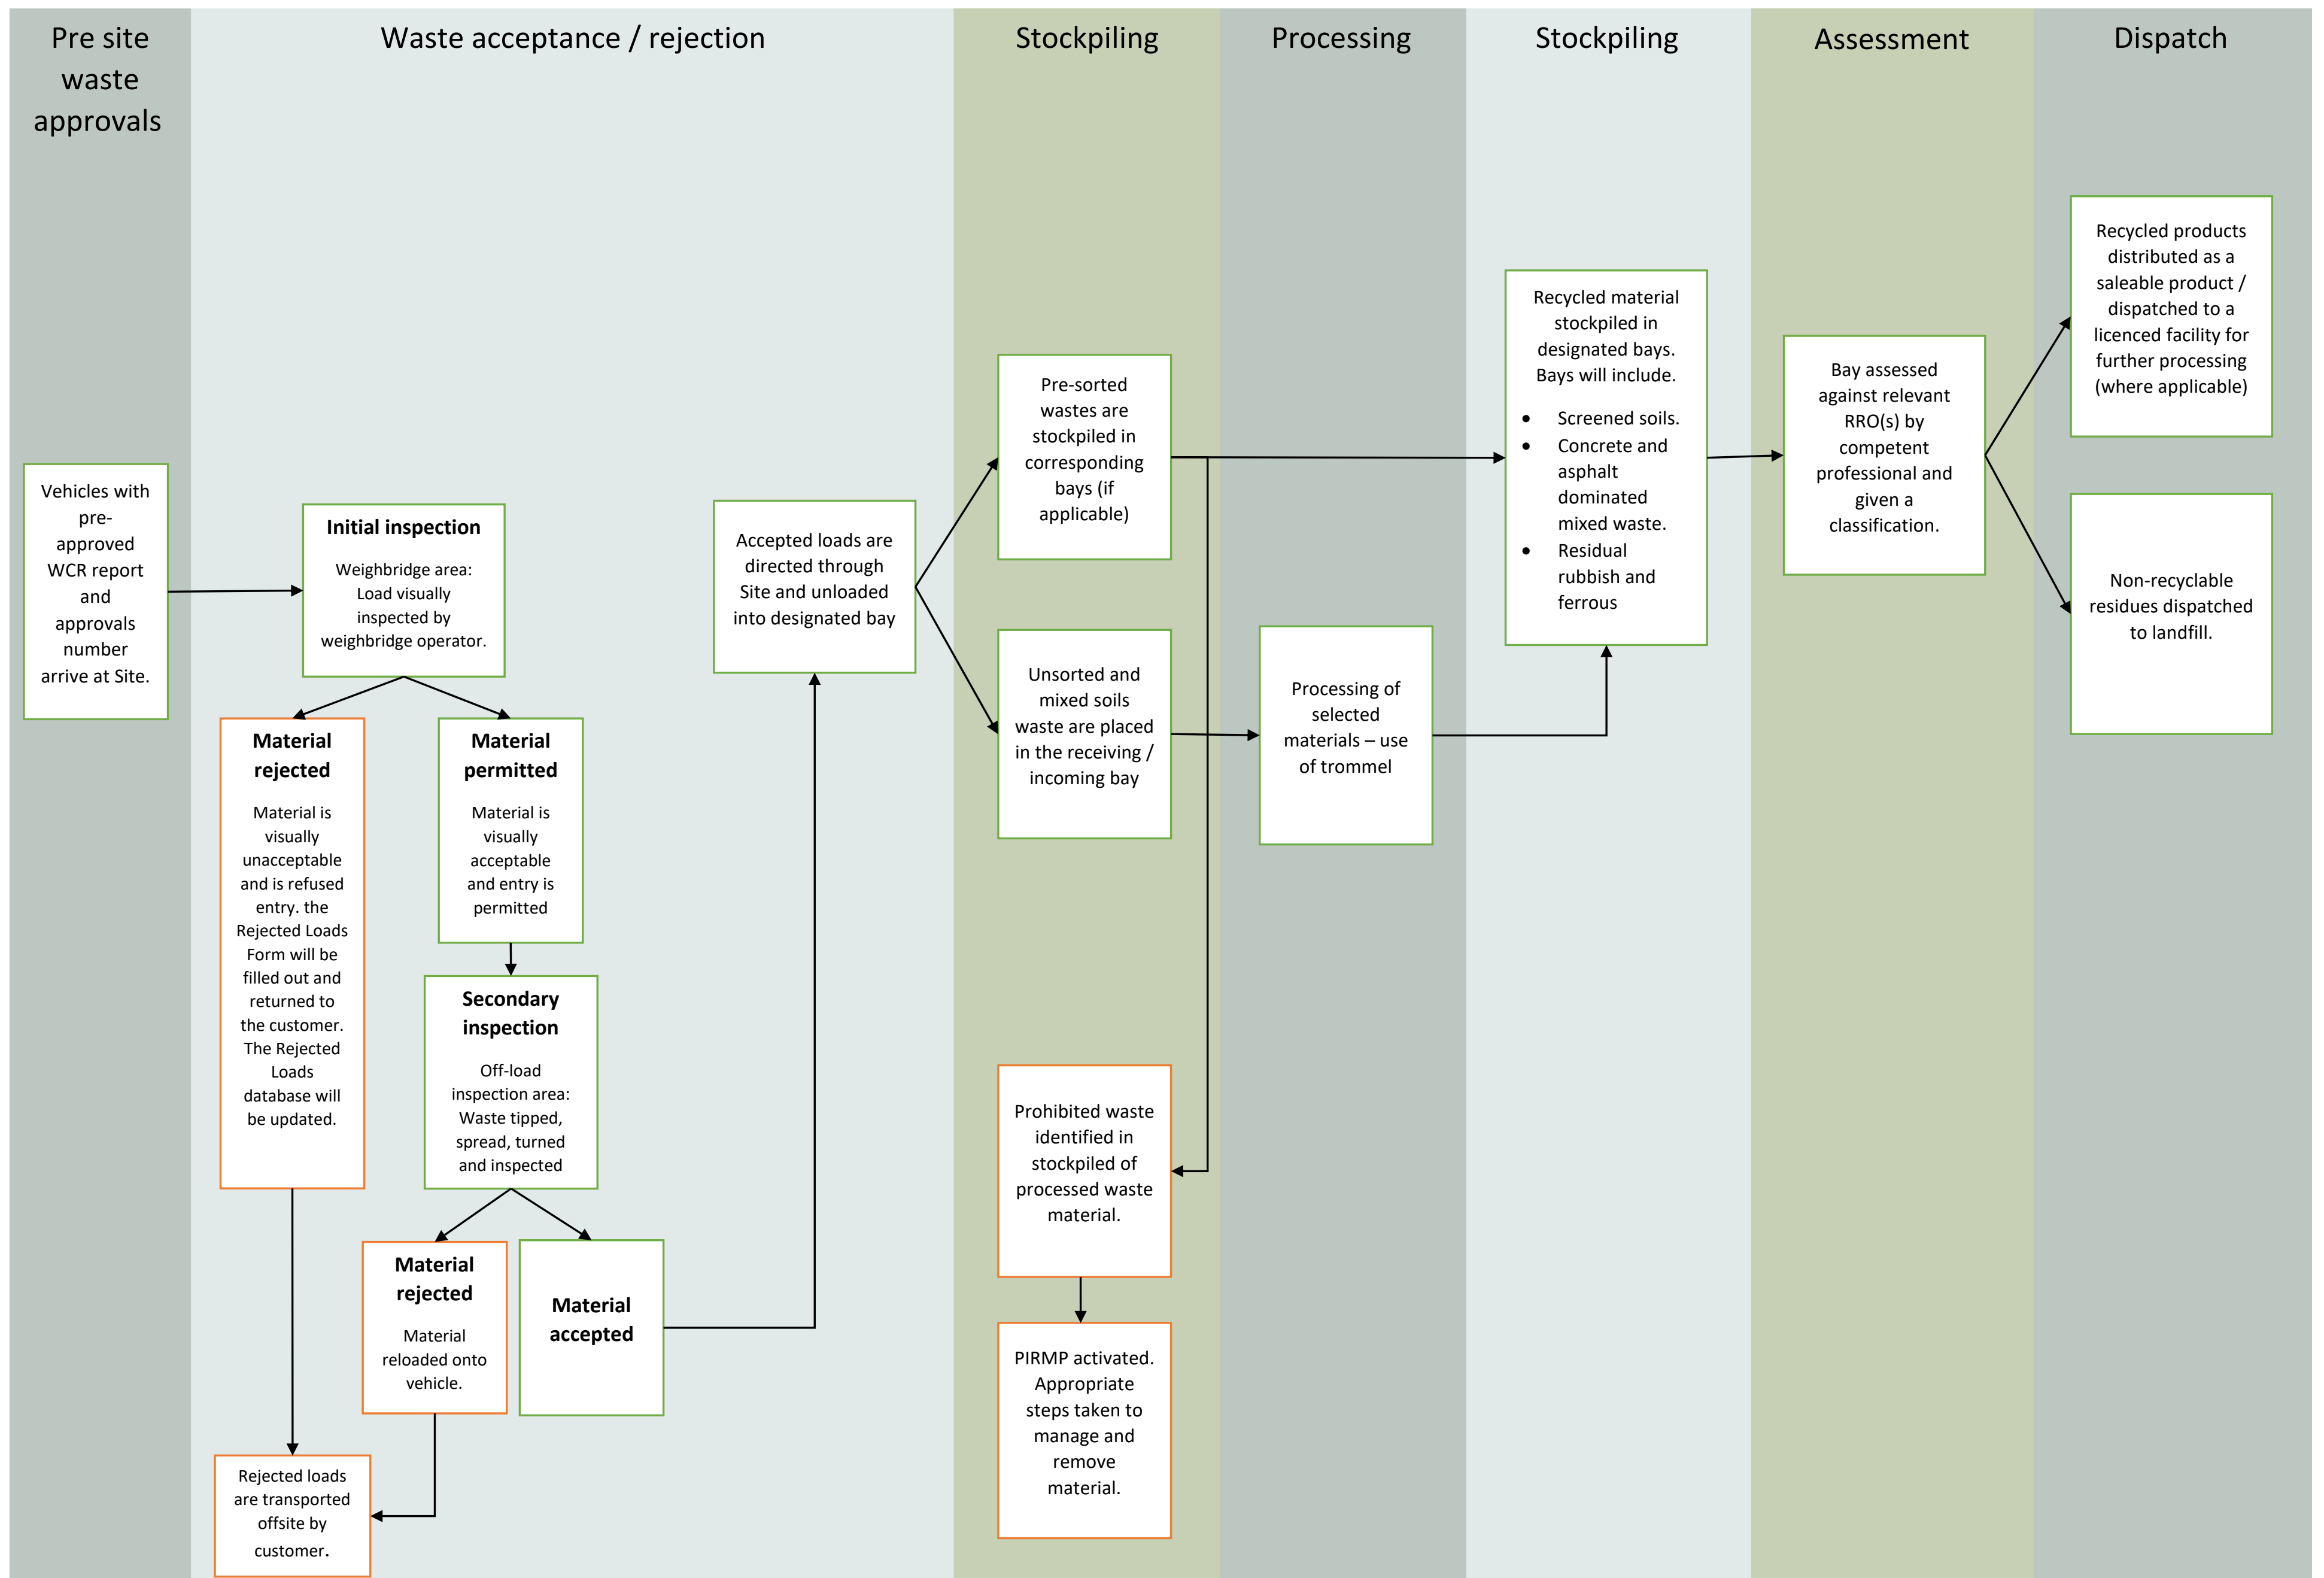 Pre site
waste
approvals
Waste acceptance / rejection
Stockpiling
Processing
Stockpiling
Assessment
Dispatch
Vehicles with
pre-
approved
WCR report
and
approvals
number
arrive at Site.
Initial inspection
Weighbridge area:
Load visually
inspected by
weighbridge operator.
Material
rejected
Material is
visually
unacceptable
and is refused
entry. the
Rejected Loads
Form will be
filled out and
returned to
the customer.
The Rejected
Loads
database will
be updated.
Material
permitted
Material is
visually
acceptable
and entry is
permitted
Secondary
inspection
Off-load
inspection area:
Waste tipped,
spread, turned
and inspected
Material
rejected
Material
reloaded onto
vehicle.
Material
accepted
Rejected loads
are transported
offsite by
customer.
Accepted loads are
directed through
Site and unloaded
into designated bay
Pre-sorted
wastes are
stockpiled in
corresponding
bays (if
applicable)
Unsorted and
mixed soils
waste are placed
in the receiving /
incoming bay
Prohibited waste
identified in
stockpiled of
processed waste
material.
PIRMP activated.
Appropriate
steps taken to
manage and
remove
material.
Processing of
selected
materials – use
of trommel
Recycled material
stockpiled in
designated bays.
Bays will include.
• Screened soils.
• Concrete and
asphalt
dominated
mixed waste.
• Residual
rubbish and
ferrous
Bay assessed
against relevant
RRO(s) by
competent
professional and
given a
classification.
Recycled products
distributed as a
saleable product /
dispatched to a
licenced facility for
further processing
(where applicable)
Non-recyclable
residues dispatched
to landfill.